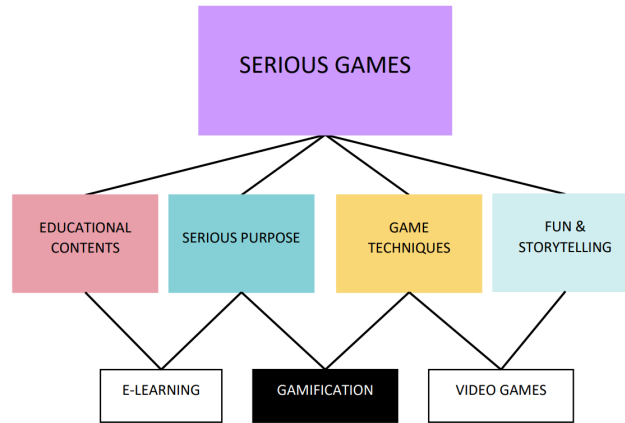 SERIOUS GAMES
EDUCATIONAL
CONTENTS
SERIOUS PURPOSE
GAME
TECHNIQUES
FUN &
STORYTELLING
E-LEARNING
GAMIFICATION
VIDEO GAMES